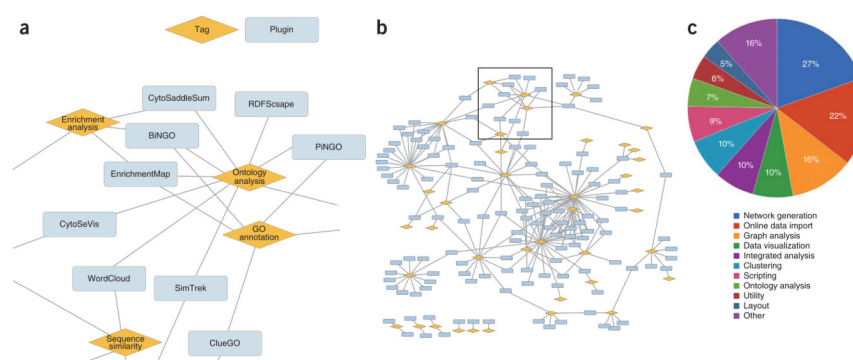 a
Tag
Plugin
CytoSaddleSum
RDFScsape
Enrichment
analysis
BiNGO
PiNGO
EnrichmentMap
Ontology
analysis
CytoSeVis
GO
annotation
WordCloud
SimTrek
Sequence
similarity
ClueGO
b
c
27%
22%
16%
10%
10%
10%
9%
7%
6%
5%
16%
Network generation
Online data import
Graph analysis
Data visualization
Integrated analysis
Clustering
Scripting
Ontology analysis
Utility
Layout
Other